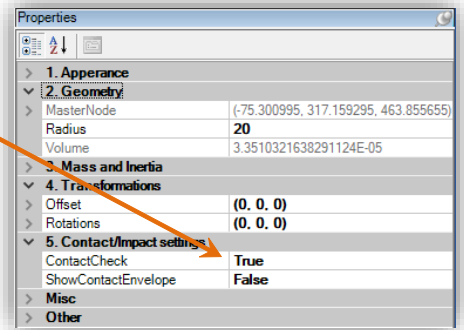 Properties
1. Apperance
2. Geometry
MasterNode (-75.300995, 317.159295, 463.855655)
Radius 20
Volume 3.3510321638291124E-05
3. Mass and Inertia
4. Transformations
Offset (0, 0, 0)
Rotations (0, 0, 0)
5. Contact/Impact settings
ContactCheck True
ShowContactEnvelope False
Misc
Other